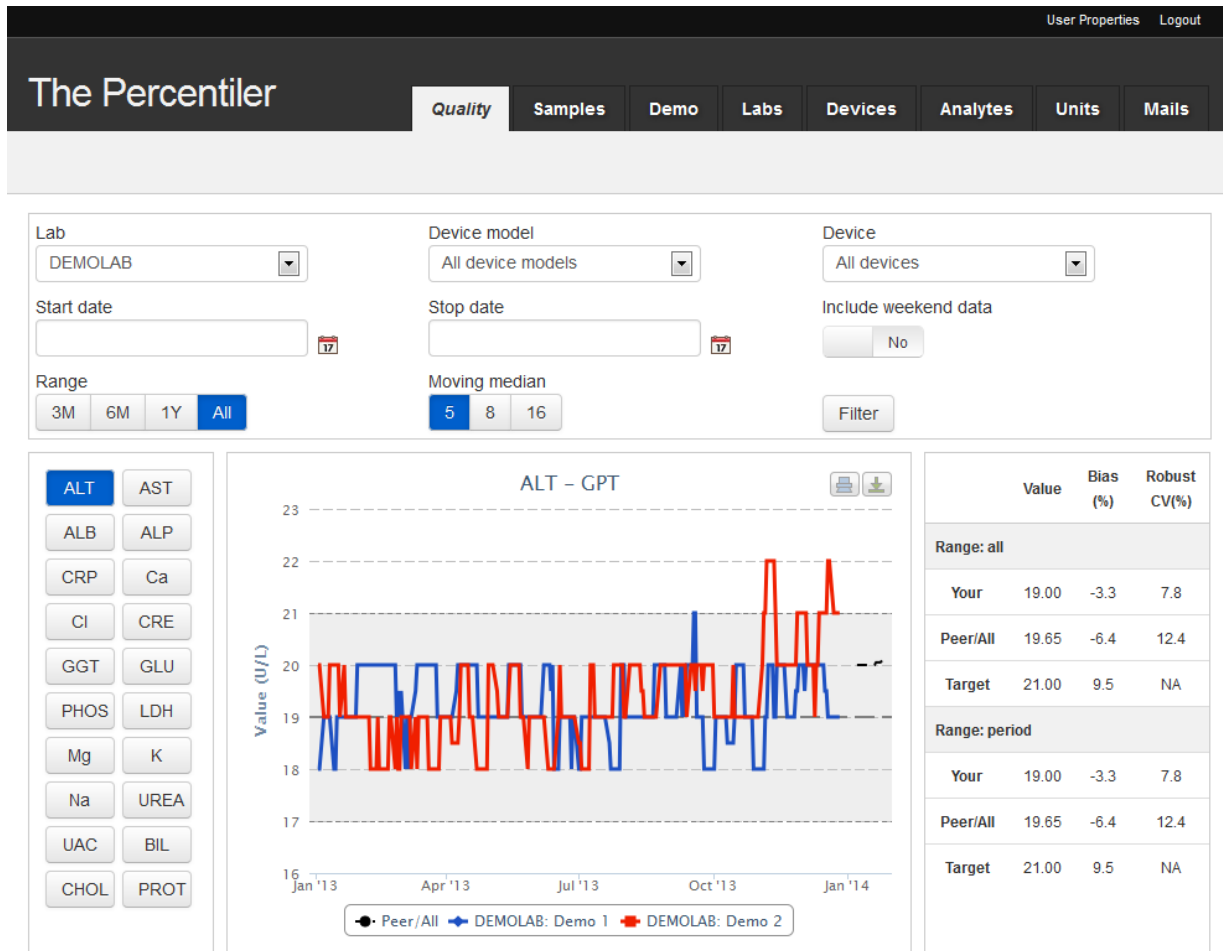 User Properties Logout
The Percentiler
Quality Samples Demo Labs Devices Analytes Units Mails
Lab Device model Device
DEMOLAB All device models All devices
Start date Stop date Include weekend data
17 17 No
Range Moving median
3M 6M 1Y All 5 8 16 Filter
ALT AST
ALB ALP
CRP Ca
Cl CRE
GGT GLU
PHOS LDH
Mg K
Na UREA
UAC BIL
CHOL PROT
ALT – GPT
Value (U/L)
23
22
21
20
19
18
17
16
Jan '13 Apr '13 Jul '13 Oct '13 Jan '14
Peer/All DEMOLAB: Demo 1 DEMOLAB: Demo 2
Value Bias (%) Robust CV(%)
Range: all
Your 19.00 -3.3 7.8
Peer/All 19.65 -6.4 12.4
Target 21.00 9.5 NA
Range: period
Your 19.00 -3.3 7.8
Peer/All 19.65 -6.4 12.4
Target 21.00 9.5 NA